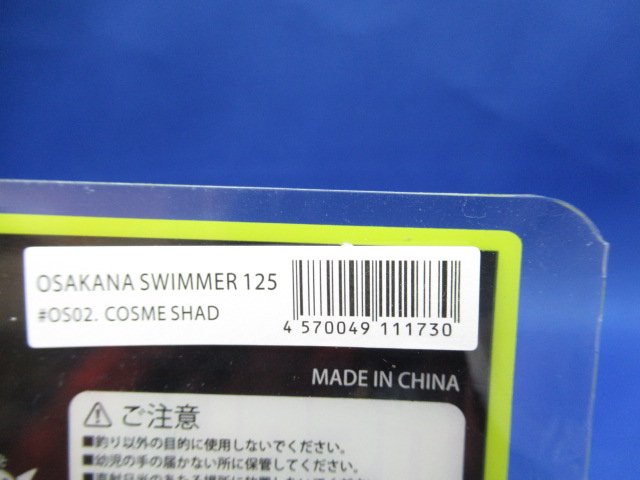 OSAKANA SWIMMER 125
#OS02. COSME SHAD
4 570049 111730
MADE IN CHINA
⚠ご注意
■釣り以外の目的に使用しないでください。
■幼児の手の届かない所に保管してください。